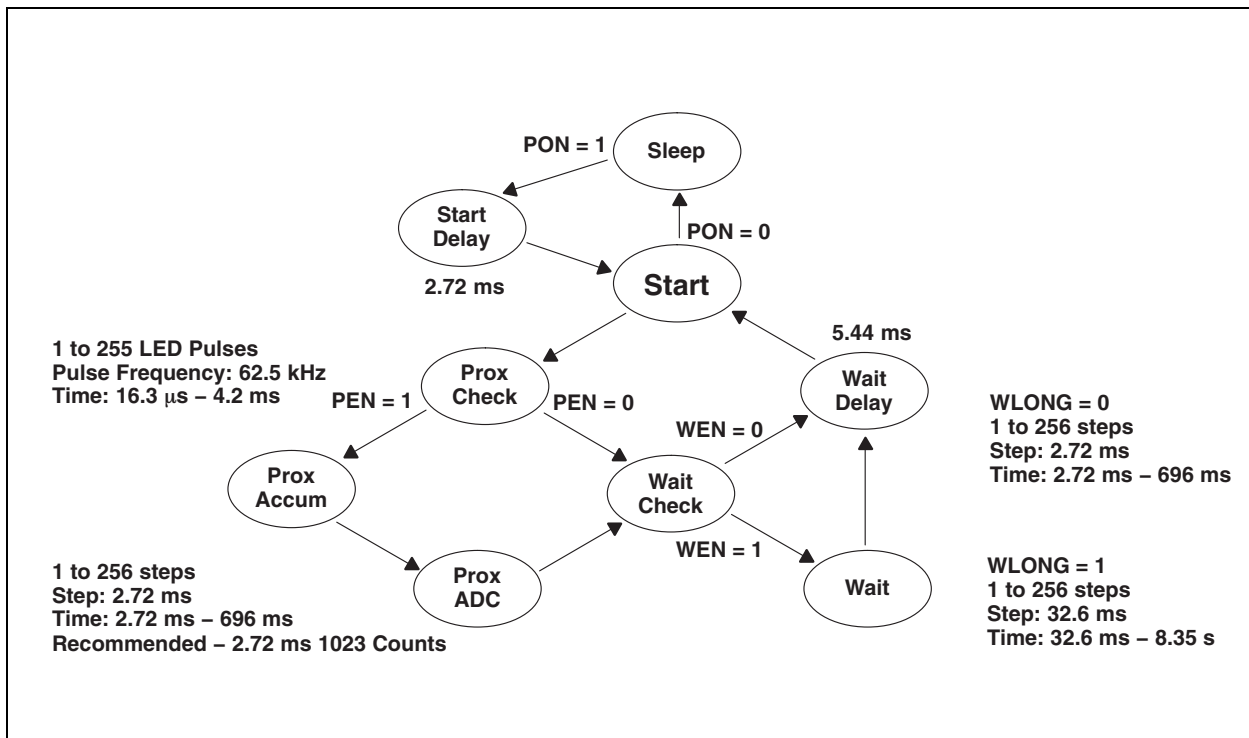 PON = 1
Sleep
Start
Delay
PON = 0
2.72 ms
Start
1 to 255 LED Pulses
Pulse Frequency: 62.5 kHz
Time: 16.3 μs – 4.2 ms
Prox
Check
5.44 ms
Wait
Delay
PEN = 1
PEN = 0
WEN = 0
WLONG = 0
1 to 256 steps
Step: 2.72 ms
Time: 2.72 ms – 696 ms
Prox
Accum
Wait
Check
WEN = 1
1 to 256 steps
Step: 2.72 ms
Time: 2.72 ms – 696 ms
Recommended – 2.72 ms 1023 Counts
Prox
ADC
Wait
WLONG = 1
1 to 256 steps
Step: 32.6 ms
Time: 32.6 ms – 8.35 s